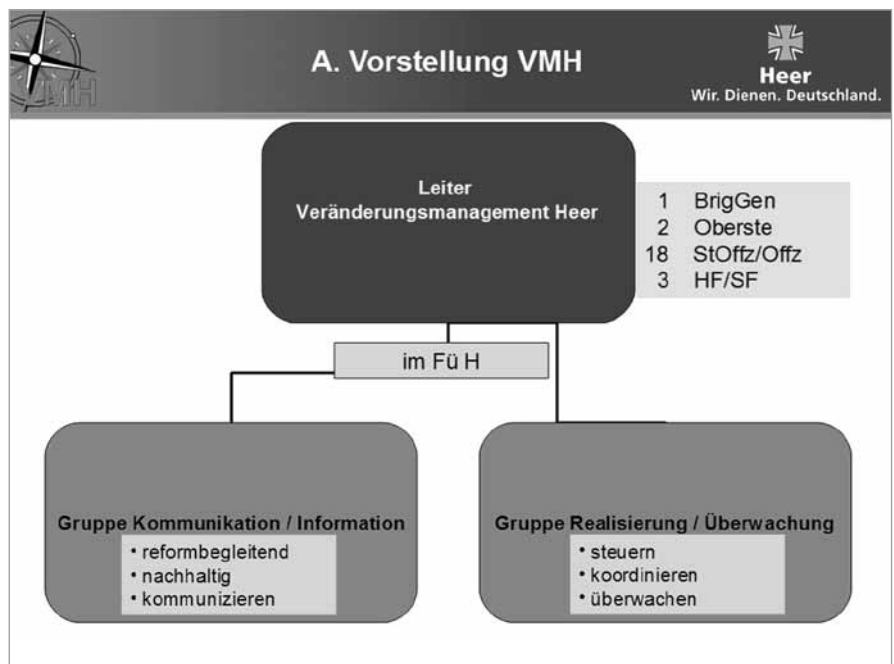 VMH
A. Vorstellung VMH
Heer
Wir. Dienen. Deutschland.
Leiter
Veränderungsmanagement Heer
1 BrigGen
2 Oberste
18 StOffz/Offz
3 HF/SF
im Fü H
Gruppe Kommunikation / Information
• reformbegleitend
• nachhaltig
• kommunizieren
Gruppe Realisierung / Überwachung
• steuern
• koordinieren
• überwachen